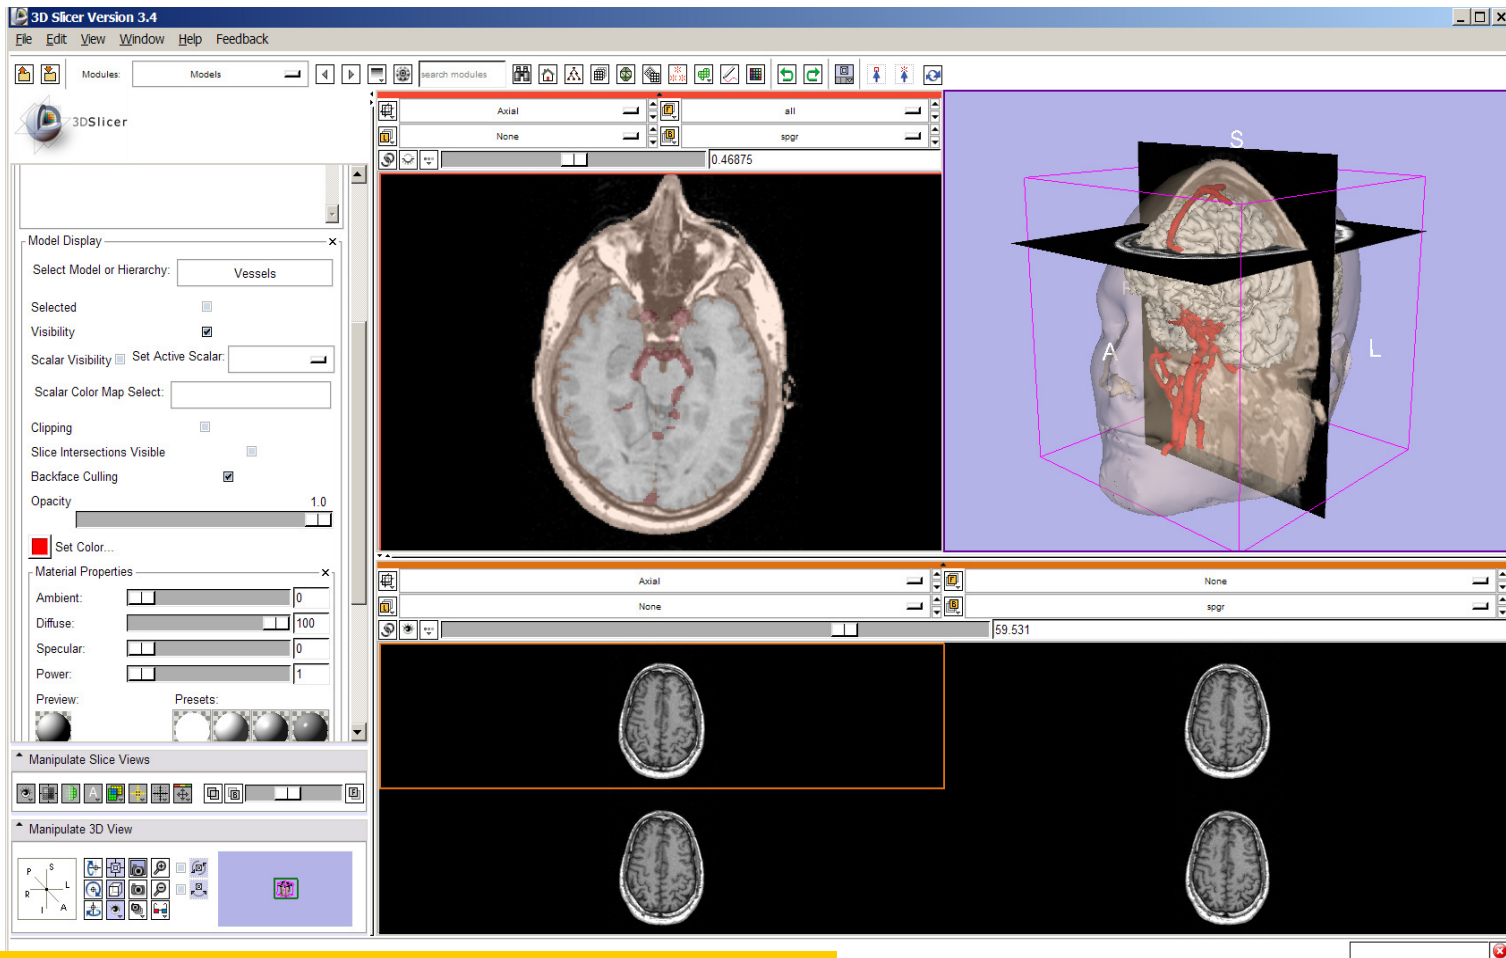 3D Slicer Version 3.4
File Edit View Window Help Feedback
Modules: Models search modules
3DSlicer
Axial all
None spgr
0.46875
S
A
L
Model Display
Select Model or Hierarchy: Vessels
Selected
Visibility
Scalar Visibility Set Active Scalar:
Scalar Color Map Select:
Clipping
Slice Intersections Visible
Backface Culling
Opacity 1.0
Set Color...
Material Properties
Ambient: 0
Diffuse: 100
Specular: 0
Power: 1
Preview: Presets:
Axial None
None spgr
59.531
Manipulate Slice Views
Manipulate 3D View
P S
R L
I A